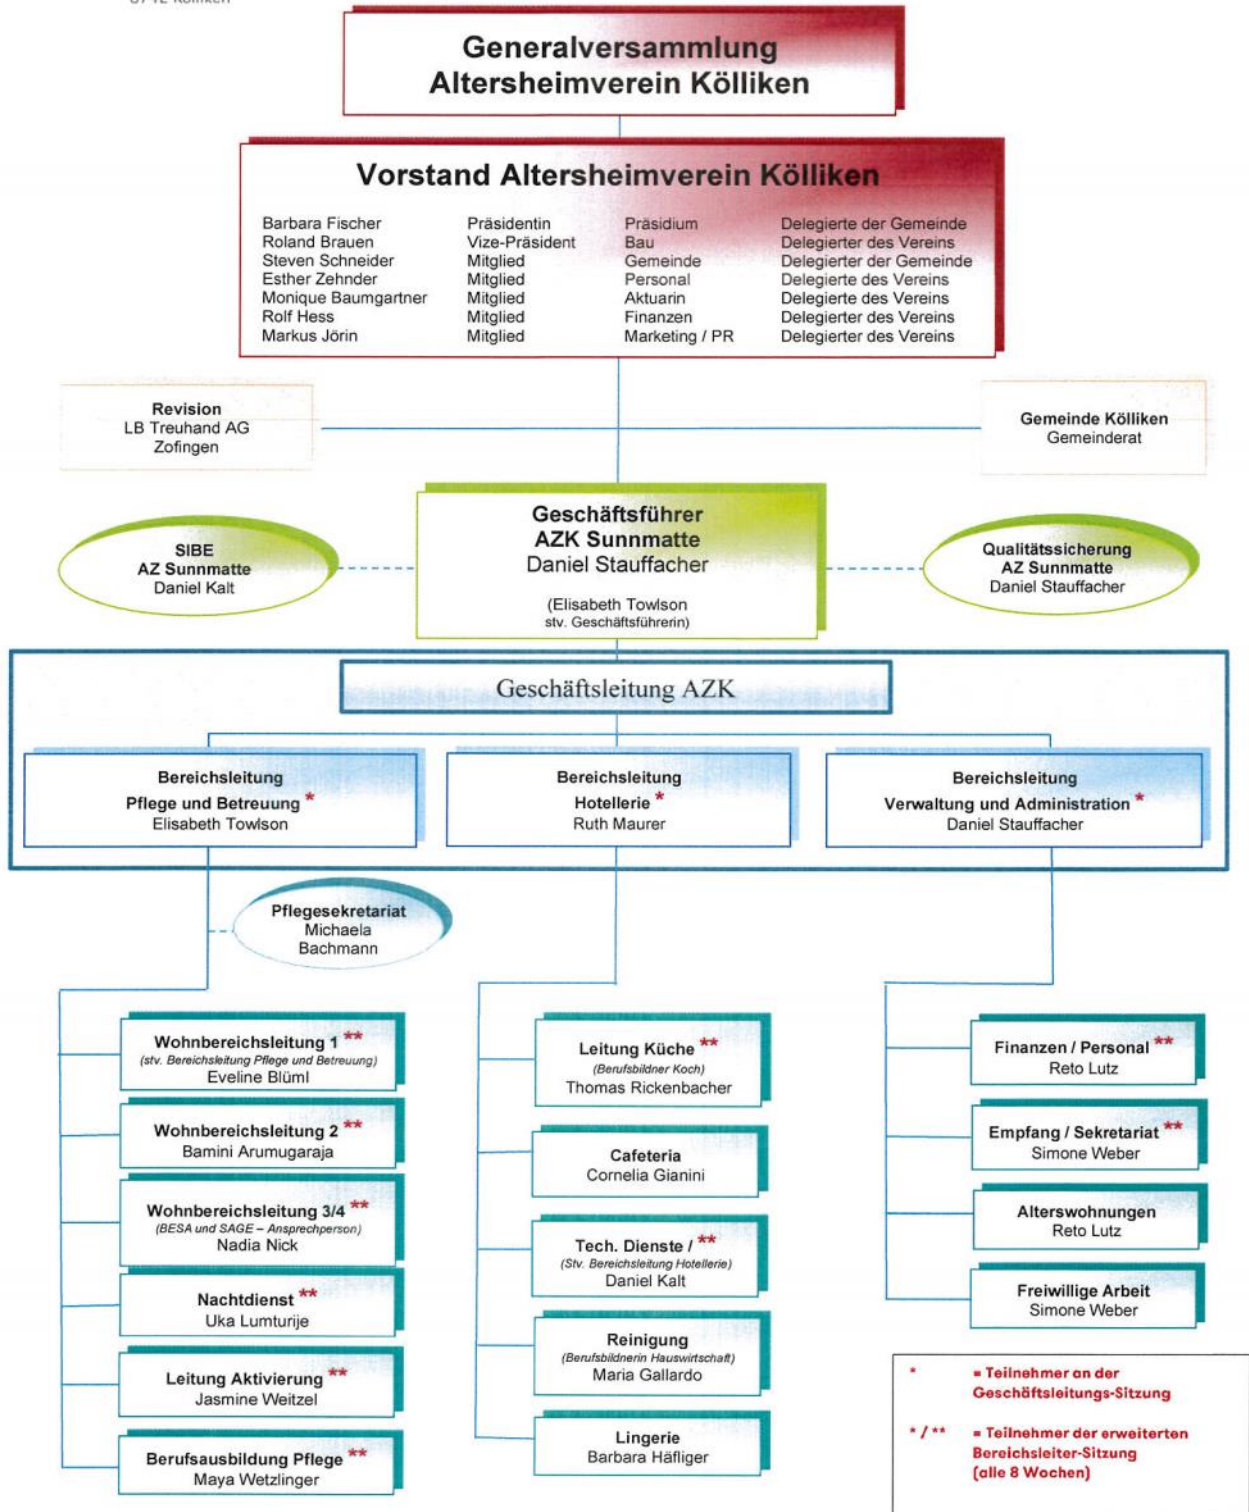 Generalversammlung
Altersheimverein Kölliken
Vorstand Altersheimverein Kölliken
Barbara Fischer Präsidentin Präsidium Delegierte der Gemeinde
Roland Brauen Vize-Präsident Bau Delegierter des Vereins
Steven Schneider Mitglied Gemeinde Delegierter der Gemeinde
Esther Zehnder Mitglied Personal Delegierte des Vereins
Monique Baumgartner Mitglied Aktuarin Delegierte des Vereins
Rolf Hess Mitglied Finanzen Delegierter des Vereins
Markus Jörin Mitglied Marketing / PR Delegierter des Vereins
Revision
LB Treuhand AG
Zofingen
Gemeinde Kölliken
Gemeinderat
SIBE
AZ Sunnmatte
Daniel Kalt
Geschäftsführer
AZK Sunnmatte
Daniel Stauffacher
(Elisabeth Towlson
stv. Geschäftsführerin)
Qualitätssicherung
AZ Sunnmatte
Daniel Stauffacher
Geschäftsleitung AZK
Bereichsleitung
Pflege und Betreuung *
Elisabeth Towlson
Bereichsleitung
Hotellerie *
Ruth Maurer
Bereichsleitung
Verwaltung und Administration *
Daniel Stauffacher
Pflegesekretariat
Michaela
Bachmann
Wohnbereichsleitung 1 **
(stv. Bereichsleitung Pflege und Betreuung)
Eveline Blüml
Wohnbereichsleitung 2 **
Bamini Arumugaraja
Wohnbereichsleitung 3/4 **
(BESA und SAGE – Ansprechperson)
Nadia Nick
Nachtdienst **
Uka Lumturije
Leitung Aktivierung **
Jasmine Weitzel
Berufsausbildung Pflege **
Maya Wetzlinger
Leitung Küche **
(Berufsbildner Koch)
Thomas Rickenbacher
Cafeteria
Cornelia Gianini
Tech. Dienste / **
(Stv. Bereichsleitung Hotellerie)
Daniel Kalt
Reinigung
(Berufsbildnerin Hauswirtschaft)
Maria Gallardo
Lingerie
Barbara Häfliger
Finanzen / Personal **
Reto Lutz
Empfang / Sekretariat **
Simone Weber
Alterswohnungen
Reto Lutz
Freiwillige Arbeit
Simone Weber
* = Teilnehmer an der
Geschäftsleitungs-Sitzung
* / ** = Teilnehmer der erweiterten
Bereichsleiter-Sitzung
(alle 8 Wochen)